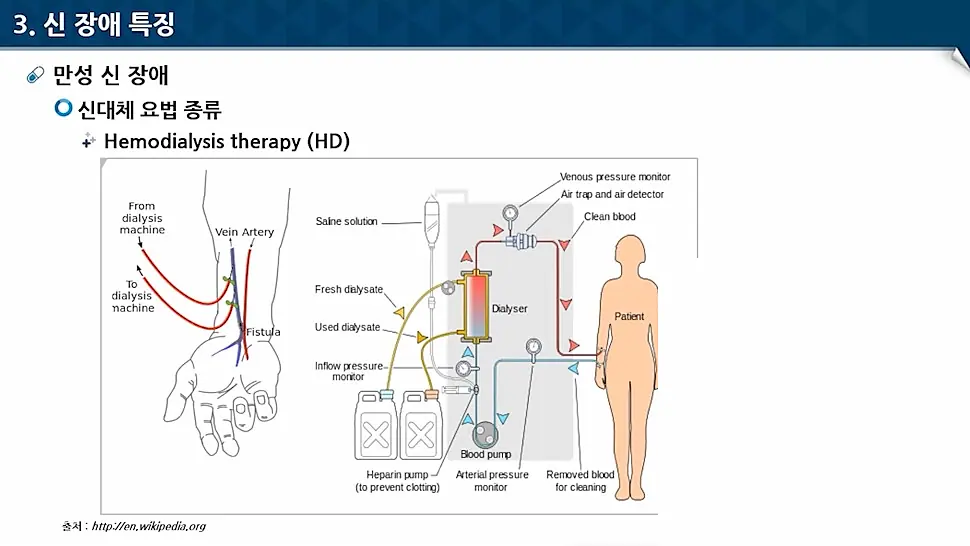 3. 신 장애 특징
만성 신 장애
신대체 요법 종류
Hemodialysis therapy (HD)
From
dialysis
machine
To
dialysis
machine
Vein Artery
Fistula
Saline solution
Fresh dialysate
Used dialysate
Inflow pressure
monitor
Venous pressure monitor
Air trap and air detector
Clean blood
Dialyser
Patient
Blood pump
Heparin pump
(to prevent clotting)
Arterial pressure
monitor
Removed blood
for cleaning
출처 : http://en.wikipedia.org